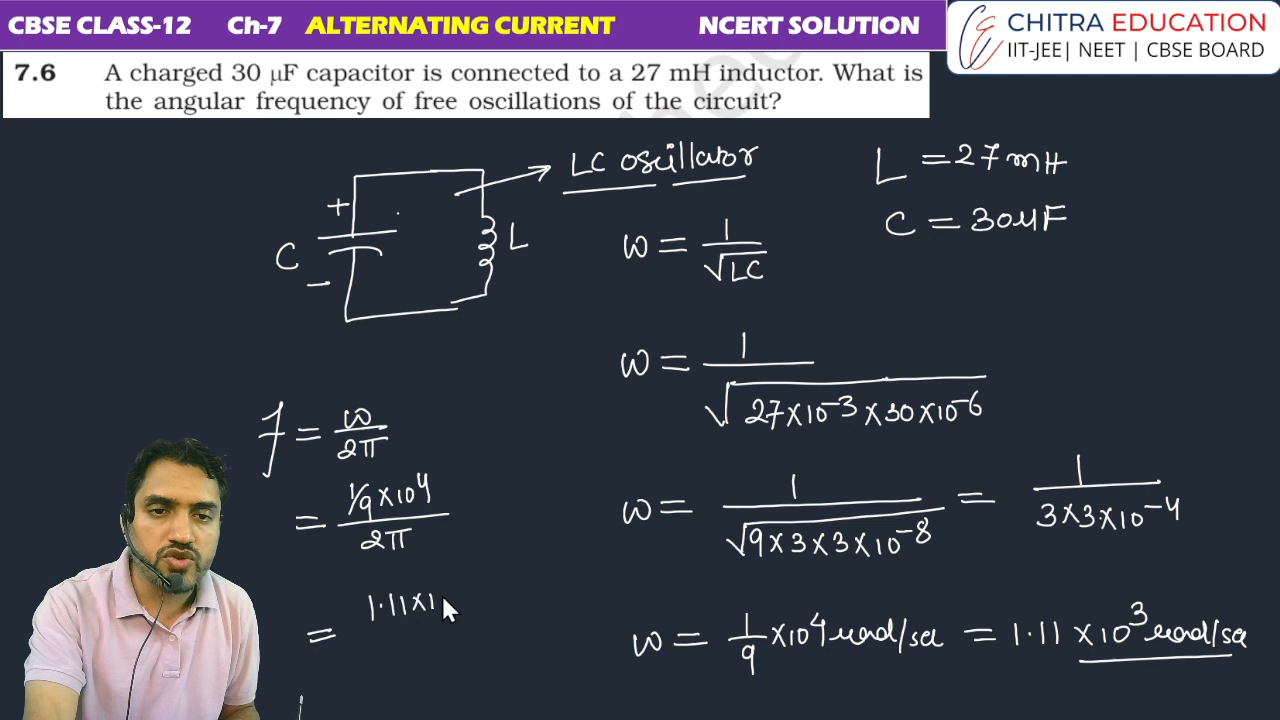 CBSE CLASS-12 Ch-7 ALTERNATING CURRENT NCERT SOLUTION
CHITRA EDUCATION
IIT-JEE| NEET | CBSE BOARD
7.6 A charged 30 μF capacitor is connected to a 27 mH inductor. What is
the angular frequency of free oscillations of the circuit?
LC oscillator
L = 27mH
C = 30μF
+
C
−
L
ω = 1/√LC
ω = 1/√27×10⁻³×30×10⁻⁶
ω = 1/√9×3×3×10⁻⁸ = 1/3×3×10⁻⁴
ω = 1/9 ×10⁴ rad/sec = 1.11 ×10³ rad/sec
f = ω/2π
= 1/9×10⁴/2π
= 1.11×1